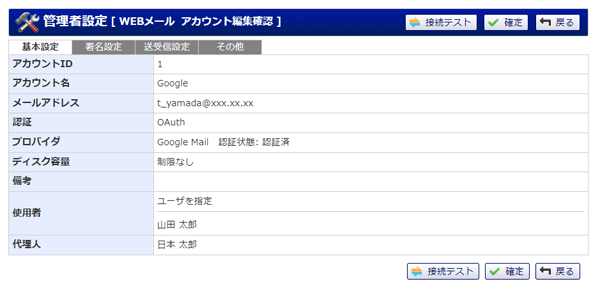 管理者設定 [ WEBメール アカウント編集確認 ]
接続テスト 確定 戻る
基本設定 署名設定 送受信設定 その他
アカウントID 1
アカウント名 Google
メールアドレス t_yamada@xxx.xx.xx
認証 OAuth
プロバイダ Google Mail 認証状態: 認証済
ディスク容量 制限なし
備考
使用者 ユーザを指定
山田 太郎
代理人 日本 太郎
接続テスト 確定 戻る